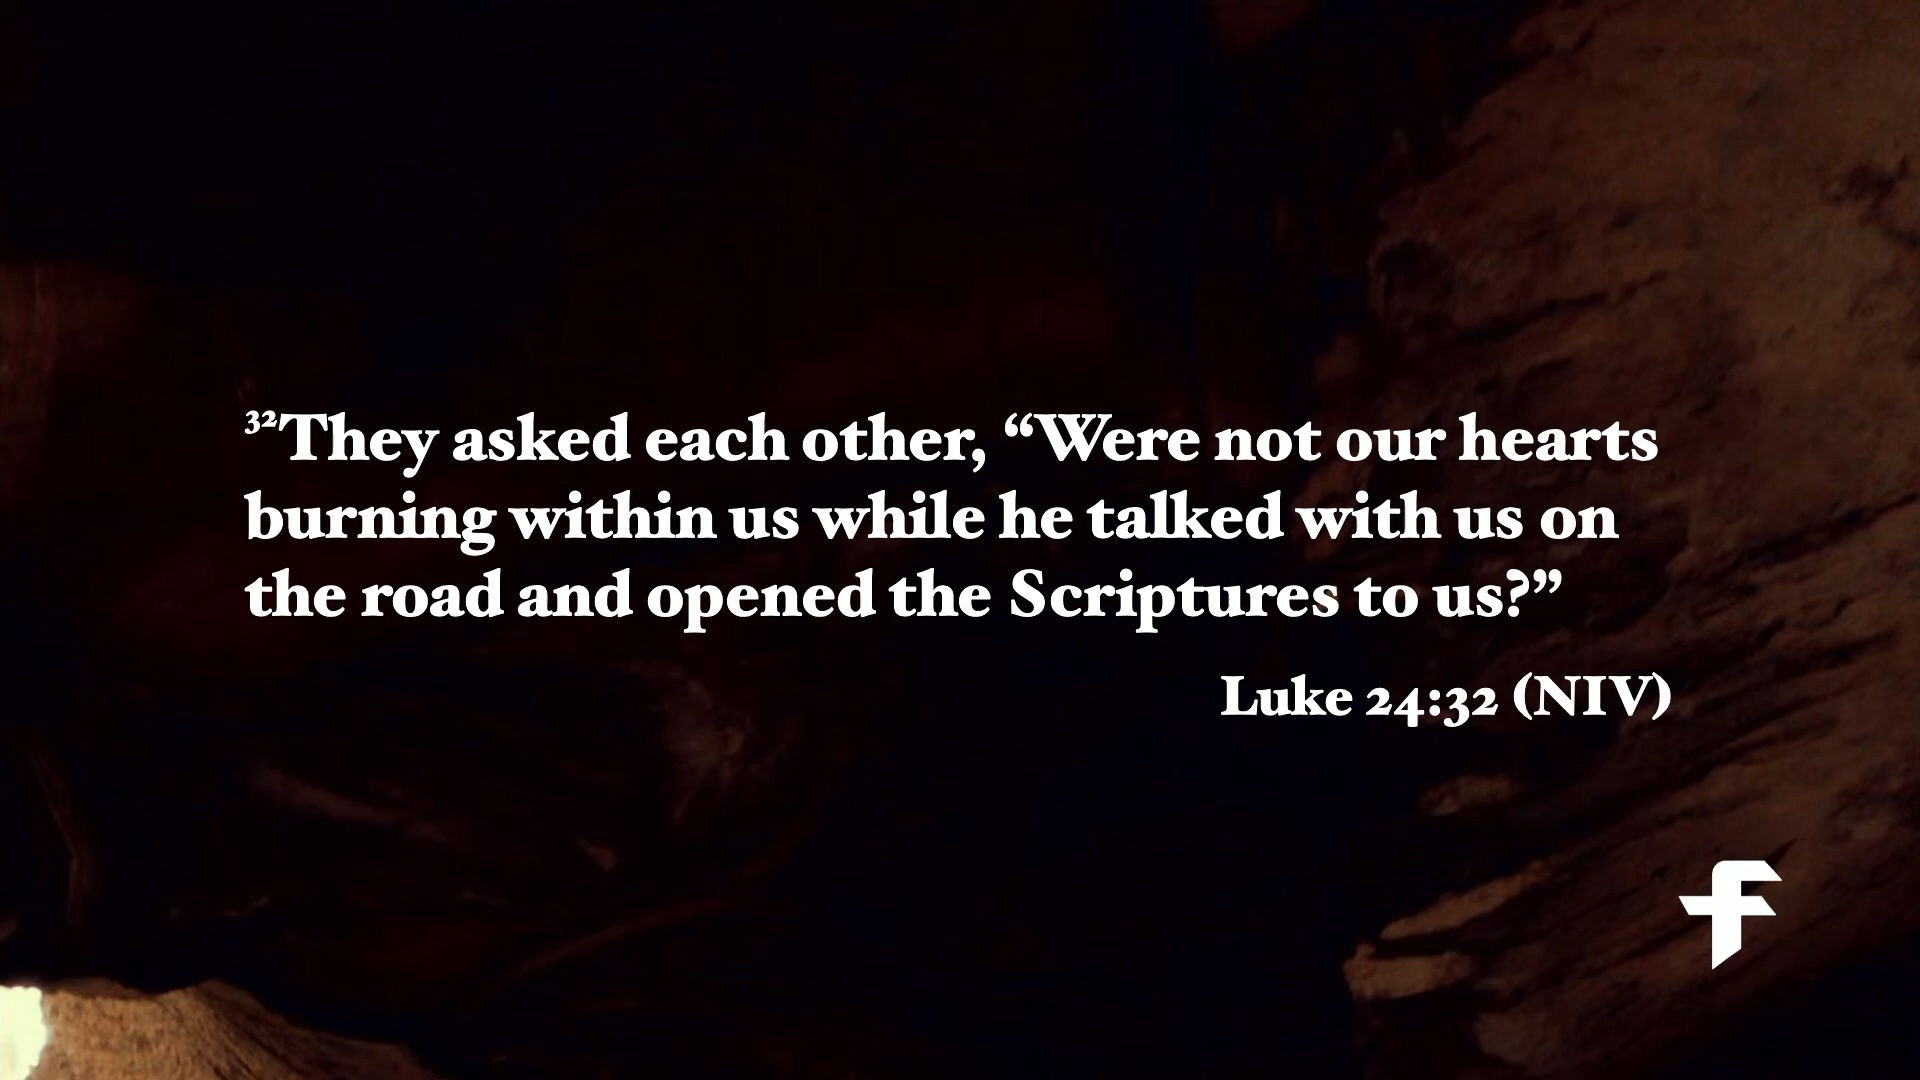 ³²They asked each other, “Were not our hearts
burning within us while he talked with us on
the road and opened the Scriptures to us?”
Luke 24:32 (NIV)